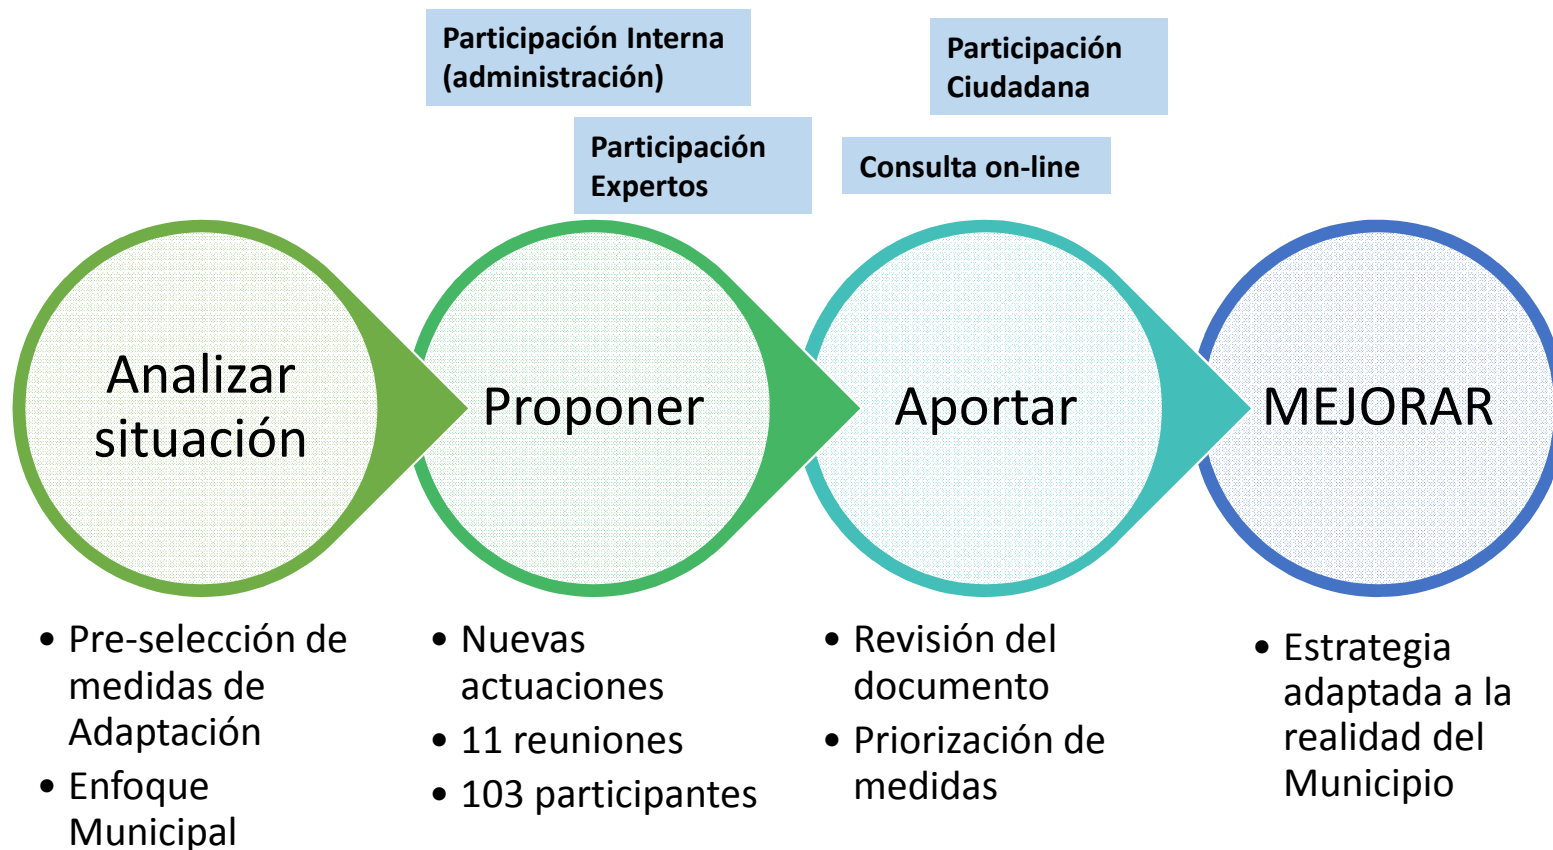 Participación Interna
(administración)
Participación
Expertos
Participación
Ciudadana
Consulta on-line
Analizar
situación
Proponer
Aportar
MEJORAR
• Pre-selección de
medidas de
Adaptación
• Enfoque
Municipal
• Nuevas
actuaciones
• 11 reuniones
• 103 participantes
• Revisión del
documento
• Priorización de
medidas
• Estrategia
adaptada a la
realidad del
Municipio